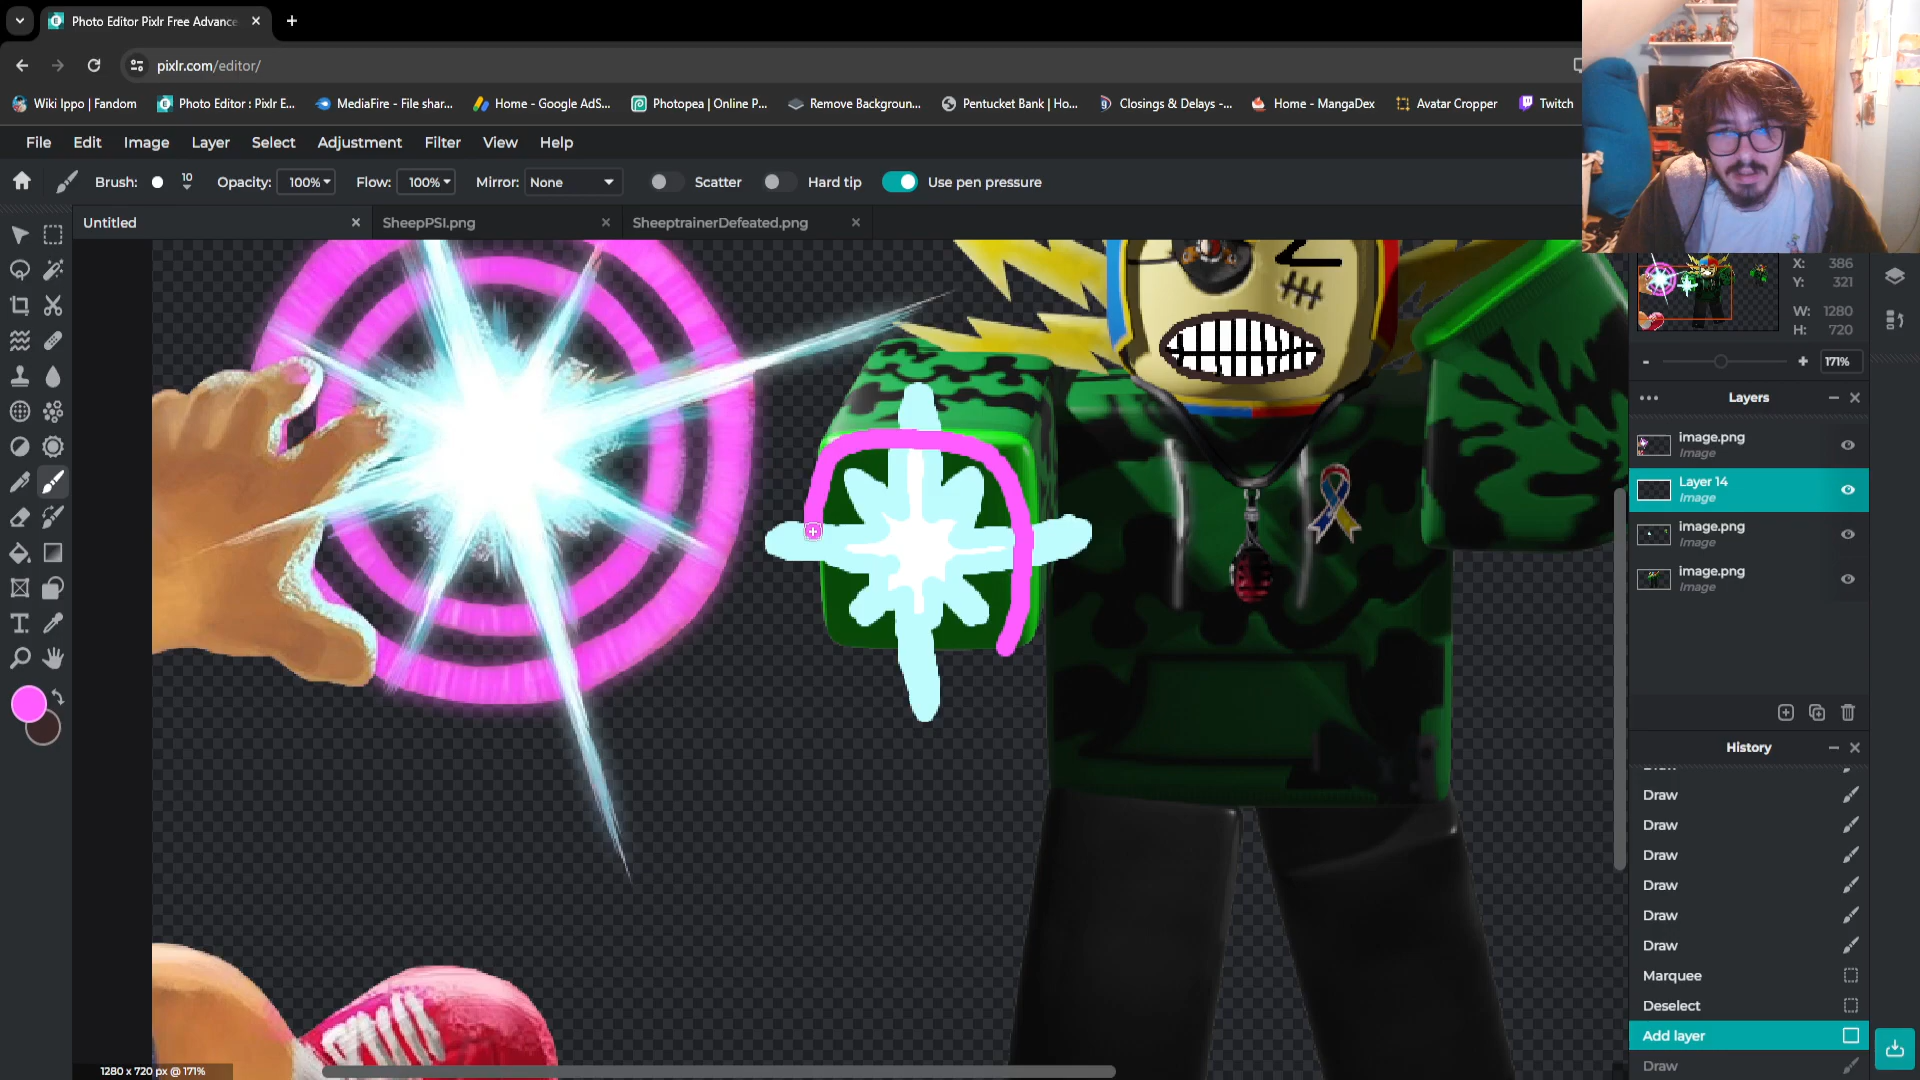 Photo Editor Pixlr Free Advance
pixlr.com/editor/
Wiki Ippo | Fandom
Photo Editor : Pixlr E...
MediaFire - File shar...
Home - Google AdS...
Photopea | Online P...
Remove Backgroun...
Pentucket Bank | Ho...
Closings & Delays -...
Home - MangaDex
Avatar Cropper
Twitch
File
Edit
Image
Layer
Select
Adjustment
Filter
View
Help
Brush:
10
Opacity:
100%
Flow:
100%
Mirror:
None
Scatter
Hard tip
Use pen pressure
Untitled
SheepPSI.png
SheeptrainerDefeated.png
X: 386
Y: 321
W: 1280
H: 720
171%
Layers
image.png
Image
Layer 14
Image
image.png
Image
image.png
Image
History
Draw
Draw
Draw
Draw
Draw
Draw
Marquee
Deselect
Add layer
Draw
1280 x 720 px @ 171%